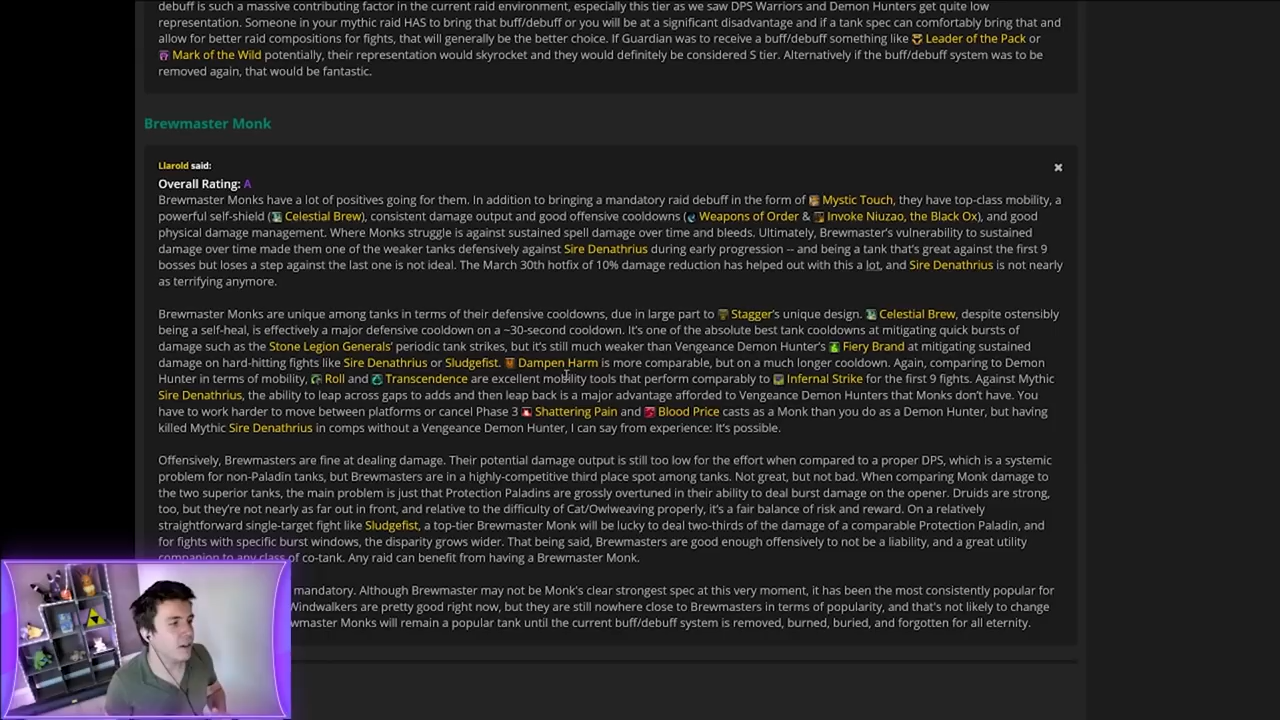 debuff is such a massive contributing factor in the current raid environment, especially this tier as we saw DPS Warriors and Demon Hunters get quite low
representation. Someone in your mythic raid HAS to bring that buff/debuff or you will be at a significant disadvantage and if a tank spec can comfortably bring that and
allow for better raid compositions for fights, that will generally be the better choice. If Guardian was to receive a buff/debuff something like Leader of the Pack or
Mark of the Wild potentially, their representation would skyrocket and they would definitely be considered S tier. Alternatively if the buff/debuff system was to be
removed again, that would be fantastic.
Brewmaster Monk
Llarold said:
Overall Rating: A
Brewmaster Monks have a lot of positives going for them. In addition to bringing a mandatory raid debuff in the form of Mystic Touch, they have top-class mobility, a
powerful self-shield (Celestial Brew), consistent damage output and good offensive cooldowns (Weapons of Order & Invoke Niuzao, the Black Ox), and good
physical damage management. Where Monks struggle is against sustained spell damage over time and bleeds. Ultimately, Brewmaster's vulnerability to sustained
damage over time made them one of the weaker tanks defensively against Sire Denathrius during early progression -- and being a tank that's great against the first 9
bosses but loses a step against the last one is not ideal. The March 30th hotfix of 10% damage reduction has helped out with this a lot, and Sire Denathrius is not nearly
as terrifying anymore.
Brewmaster Monks are unique among tanks in terms of their defensive cooldowns, due in large part to Stagger's unique design. Celestial Brew, despite ostensibly
being a self-heal, is effectively a major defensive cooldown on a ~30-second cooldown. It's one of the absolute best tank cooldowns at mitigating quick bursts of
damage such as the Stone Legion Generals' periodic tank strikes, but it's still much weaker than Vengeance Demon Hunter's Fiery Brand at mitigating sustained
damage on hard-hitting fights like Sire Denathrius or Sludgefist. Dampen Harm is more comparable, but on a much longer cooldown. Again, comparing to Demon
Hunter in terms of mobility, Roll and Transcendence are excellent mobility tools that perform comparably to Infernal Strike for the first 9 fights. Against Mythic
Sire Denathrius, the ability to leap across gaps to adds and then leap back is a major advantage afforded to Vengeance Demon Hunters that Monks don't have. You
have to work harder to move between platforms or cancel Phase 3 Shattering Pain and Blood Price casts as a Monk than you do as a Demon Hunter, but having
killed Mythic Sire Denathrius in comps without a Vengeance Demon Hunter, I can say from experience: It's possible.
Offensively, Brewmasters are fine at dealing damage. Their potential damage output is still too low for the effort when compared to a proper DPS, which is a systemic
problem for non-Paladin tanks, but Brewmasters are in a highly-competitive third place spot among tanks. Not great, but not bad. When comparing Monk damage to
the two superior tanks, the main problem is just that Protection Paladins are grossly overtuned in their ability to deal burst damage on the opener. Druids are strong,
too, but they're not nearly as far out in front, and relative to the difficulty of Cat/Owlweaving properly, it's a fair balance of risk and reward. On a relatively
straightforward single-target fight like Sludgefist, a top-tier Brewmaster Monk will be lucky to deal two-thirds of the damage of a comparable Protection Paladin, and
for fights with specific burst windows, the disparity grows wider. That being said, Brewmasters are good enough offensively to not be a liability, and a great utility
companion to any class of co-tank. Any raid can benefit from having a Brewmaster Monk.
mandatory. Although Brewmaster may not be Monk's clear strongest spec at this very moment, it has been the most consistently popular for
Windwalkers are pretty good right now, but they are still nowhere close to Brewmasters in terms of popularity, and that's not likely to change
wmaster Monks will remain a popular tank until the current buff/debuff system is removed, burned, buried, and forgotten for all eternity.